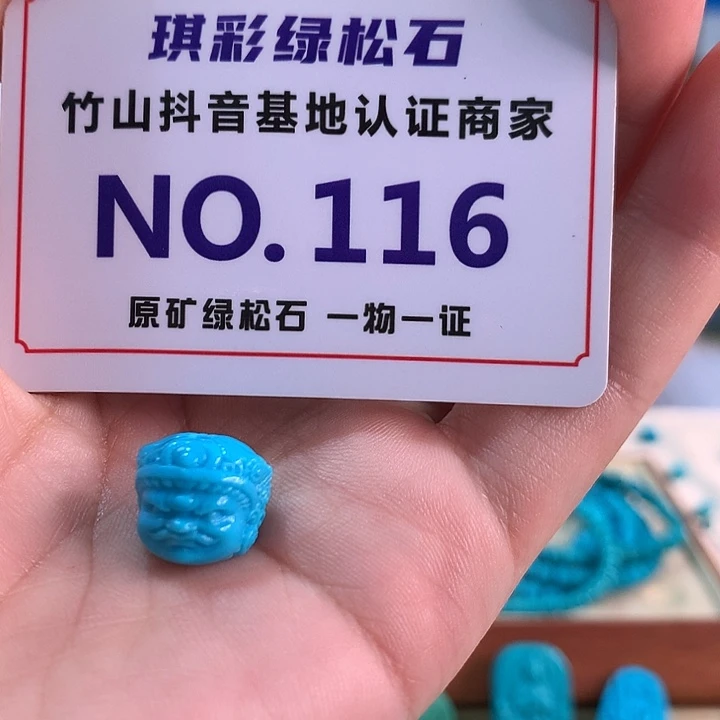 琪彩绿松石
竹山抖音基地认证商家
NO.116
原矿绿松石 一物一证